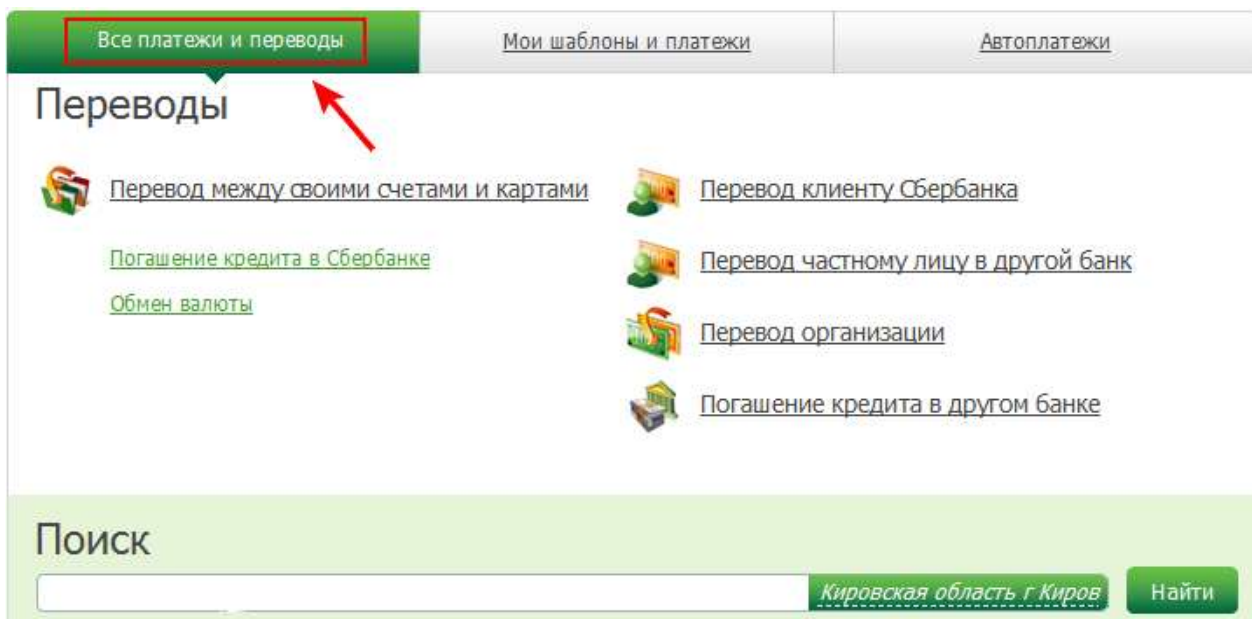 Все платежи и переводы
Мои шаблоны и платежи
Автоплатежи
Переводы
Перевод между своими счетами и картами
Погашение кредита в Сбербанке
Обмен валюты
Перевод клиенту Сбербанка
Перевод частному лицу в другой банк
Перевод организации
Погашение кредита в другом банке
Поиск
Кировская область г Киров
Найти